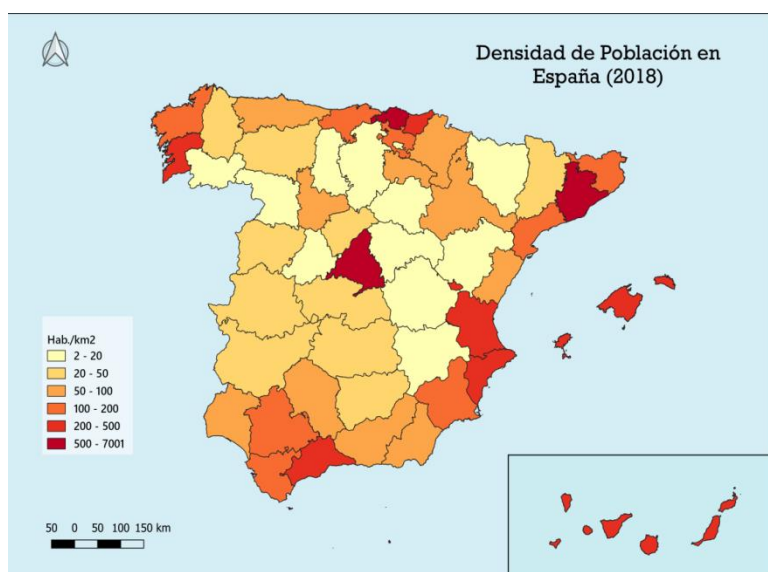 Densidad de Población en
España (2018)
Hab./km2
2 - 20
20 - 50
50 - 100
100 - 200
200 - 500
500 - 7001
50 0 50 100 150 km